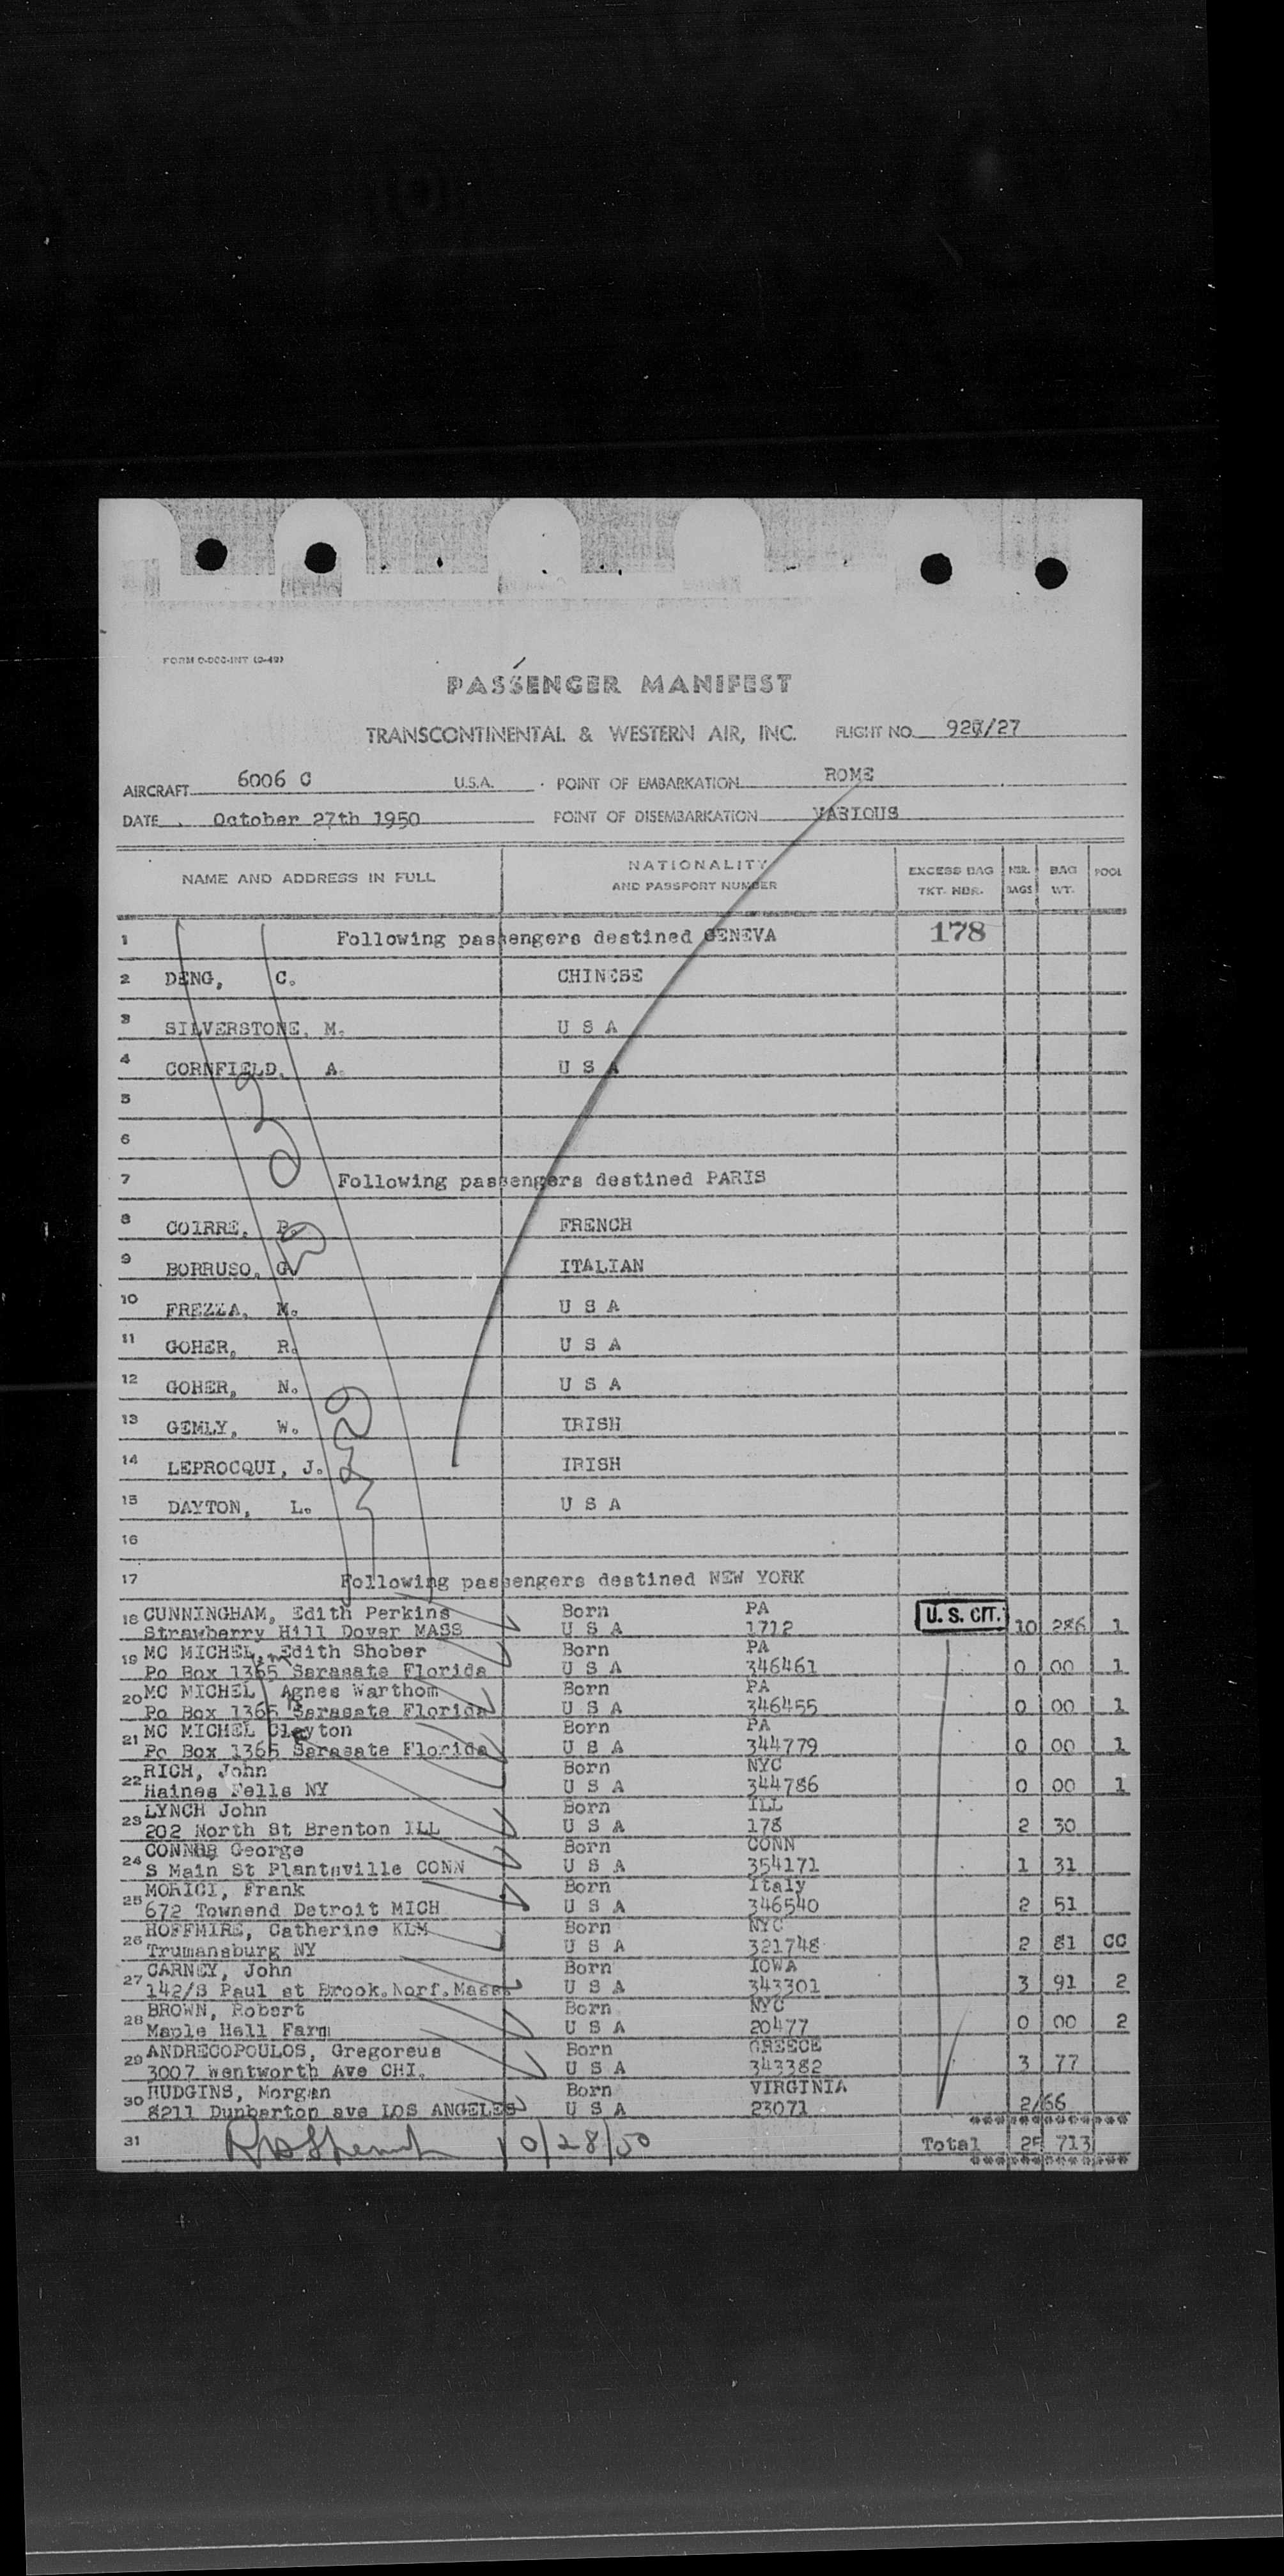 FORM O-000-INT (9-49)
PASSENGER MANIFEST
TRANSCONTINENTAL & WESTERN AIR, INC. FLIGHT NO. /27
AIRCRAFT 6006 C U.S.A. POINT OF EMBARKATION ROME
DATE October 27th 1950 POINT OF DISEMBARKATION VARIOUS
NAME AND ADDRESS IN FULL NATIONALITY AND PASSPORT NUMBER EXCESS BAG TKT. NBR. NBR. BAGS BAG WT. POOL
1 Following passengers destined GENEVA 178
2 DENG, C. CHINESE
3 SILVERSTONE, M. U S A
4 CORNFIELD, A. U S A
5
6
7 Following passengers destined PARIS
8 COIRRE, P. FRENCH
9 BORRUSO, G. ITALIAN
10 FREZZA, M. U S A
11 GOHER, R. U S A
12 GOHER, N. U S A
13 GEMLY, W. IRISH
14 LEPROCQUI, J. IRISH
15 DAYTON, L. U S A
16
17 Following passengers destined NEW YORK
18 CUNNINGHAM, Edith Perkins Born PA U.S. CIT.
Strawberry Hill Dover MASS U S A 1712 10 286 1
19 MC MICHEL, Edith Shober Born PA
Po Box 1365 Sarasate Florida U S A 346461 0 00 1
20 MC MICHEL Agnes Warthom Born PA
Po Box 1365 Sarasate Florida U S A 346455 0 00 1
21 MC MICHEL Clayton Born PA
Po Box 1365 Sarasate Florida U S A 344779 0 00 1
22 RICH, John Born NYC
Haines Fells NY U S A 344786 0 00 1
23 LYNCH John Born ILL
202 North St Brenton ILL U S A 178 2 30
24 George Born CONN
S Main St Plantsville CONN U S A 354171 1 31
25 MORICI, Frank Born Italy
672 Townend Detroit MICH U S A 346540 2 51
26 HOFFMIRE, Catherine KLM Born NYC
Trumansburg NY U S A 321748 2 81 CC
27 CARNEY, John Born IOWA
142/S Paul st Brook.Norf.Mass. U S A 343301 3 91 2
28 BROWN, Robert Born NYC
Maple Hell Farm U S A 20477 0 00 2
29 ANDRECOPOULOS, Gregoreus Born GREECE
3007 Wentworth Ave CHI. U S A 343382 3 77
30 HUDGINS, Morgan Born VIRGINIA
8211 Dunbarton ave LOS ANGELES U S A 23071 2/66
31 10/28/50 Total 25 713